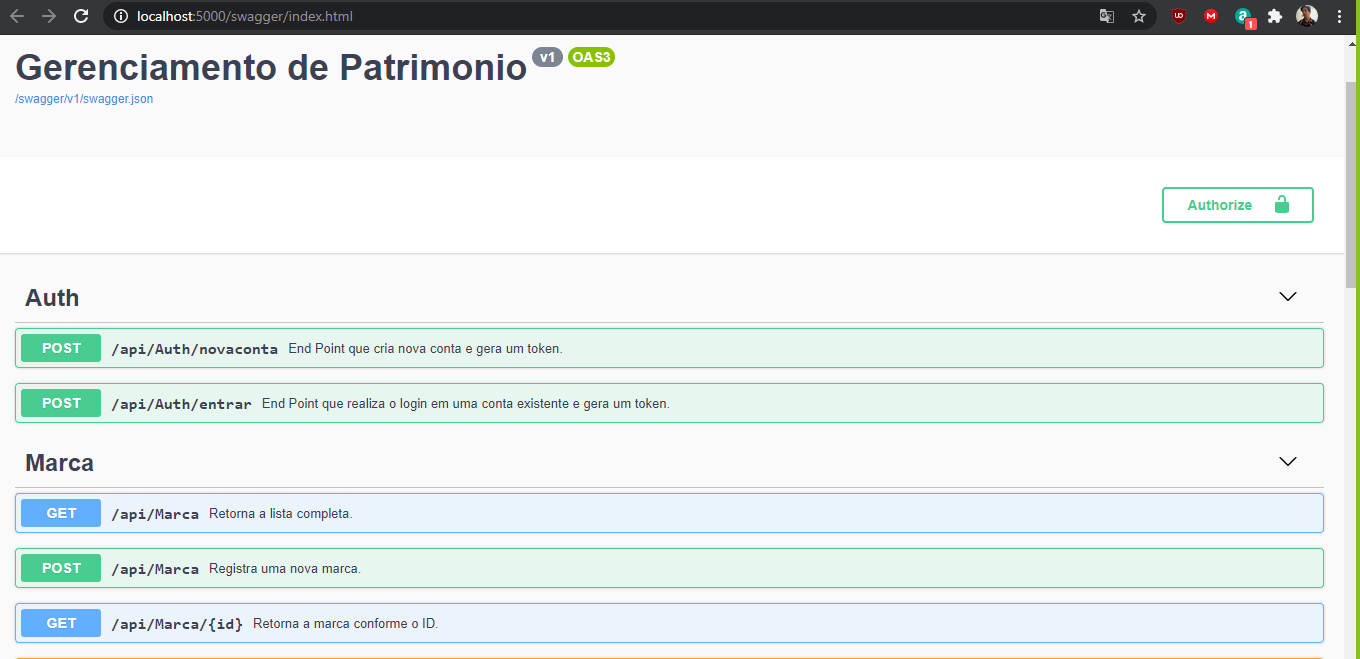 localhost:5000/swagger/index.html
Gerenciamento de Patrimonio v1 OAS3
/swagger/v1/swagger.json
Authorize
Auth
POST /api/Auth/novaconta End Point que cria nova conta e gera um token.
POST /api/Auth/entrar End Point que realiza o login em uma conta existente e gera um token.
Marca
GET /api/Marca Retorna a lista completa.
POST /api/Marca Registra uma nova marca.
GET /api/Marca/{id} Retorna a marca conforme o ID.